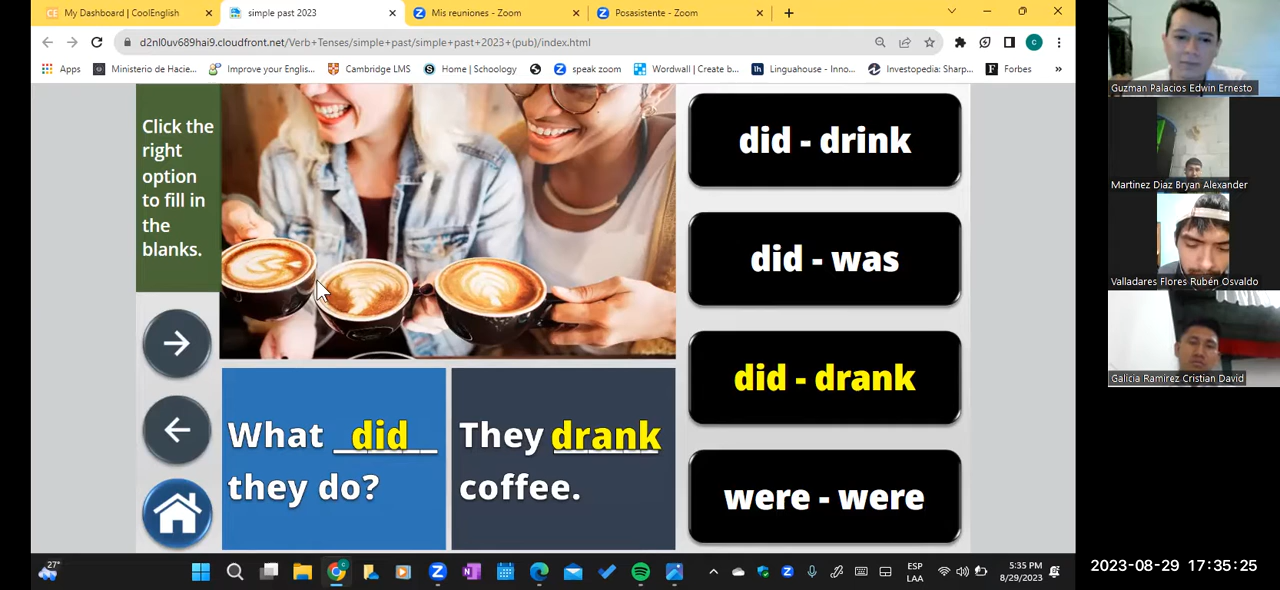 My Dashboard | CoolEnglish
simple past 2023
Mis reuniones - Zoom
Posasistente - Zoom
d2nl0uv689hai9.cloudfront.net/Verb+Tenses/simple+past/simple+past+2023+(pub)/index.html
Apps
Ministerio de Hacie...
Improve your Englis...
Cambridge LMS
Home | Schoology
speak zoom
Wordwall | Create b...
Linguahouse - Inno...
Investopedia: Sharp...
Forbes
Click the
right
option
to fill in
the
blanks.
did - drink
did - was
did - drank
were - were
What did
they do?
They drank
coffee.
Guzman Palacios Edwin Ernesto
Martinez Diaz Bryan Alexander
Valladares Flores Rubén Osvaldo
Galicia Ramirez Cristian David
27°
ESP
LAA
5:35 PM
8/29/2023
2023-08-29 17:35:25